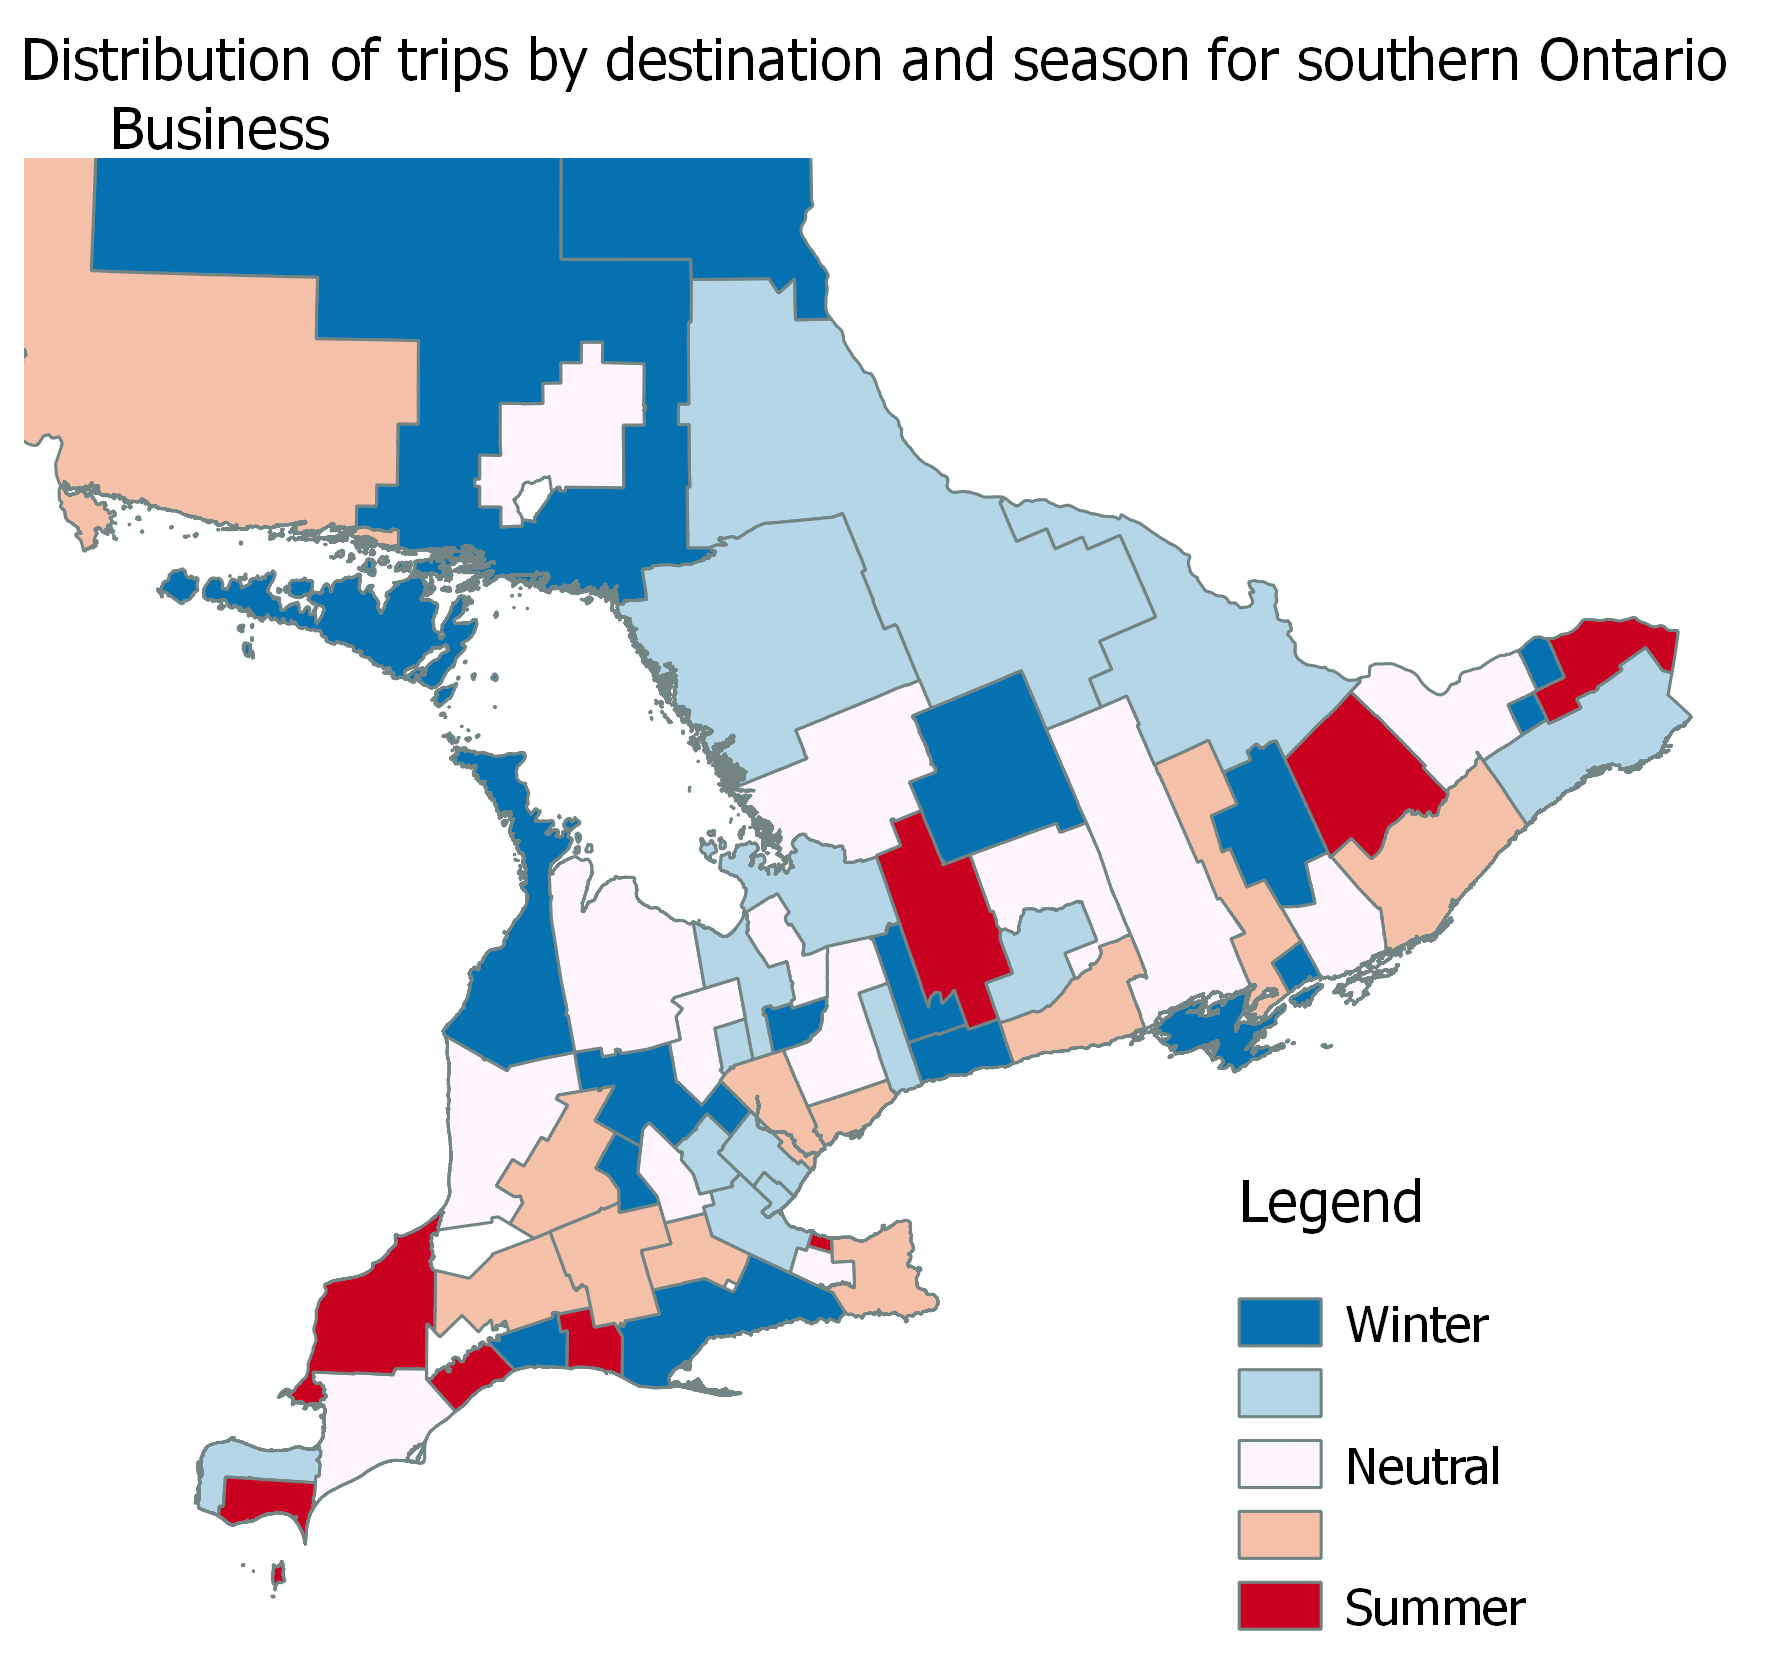 Distribution of trips by destination and season for southern Ontario
Business
Legend
Winter
Neutral
Summer